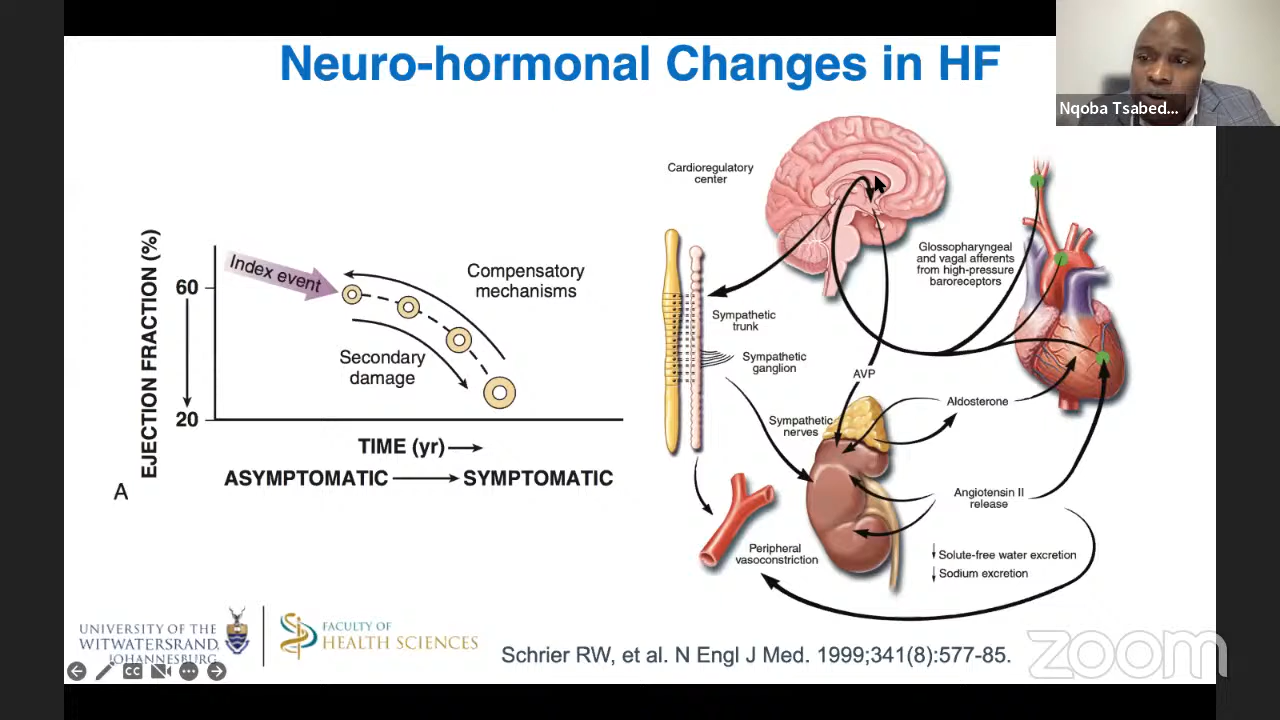 Neuro-hormonal Changes in HF
Nqoba Tsabed...
EJECTION FRACTION (%)
60
20
Index event
Compensatory
mechanisms
Secondary
damage
TIME (yr)
ASYMPTOMATIC
SYMPTOMATIC
A
Cardioregulatory
center
Glossopharyngeal
and vagal afferents
from high-pressure
baroreceptors
Sympathetic
trunk
Sympathetic
ganglion
AVP
Sympathetic
nerves
Aldosterone
Angiotensin II
release
Peripheral
vasoconstriction
Solute-free water excretion
Sodium excretion
UNIVERSITY OF THE
WITWATERSRAND,
JOHANNESBURG
FACULTY OF
HEALTH SCIENCES
Schrier RW, et al. N Engl J Med. 1999;341(8):577-85.
CC
zoom